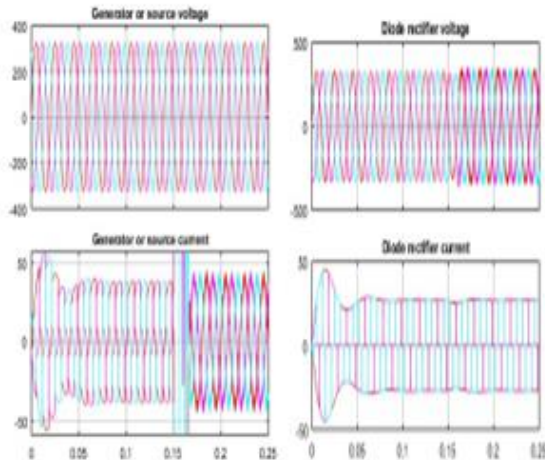 Generator or source voltage
400
200
0
-200
-400
Diode rectifier voltage
500
0
-500
Generator or source current
50
0
-50
0 0.05 0.1 0.15 0.2 0.25
Diode rectifier current
50
0
-50
0 0.05 0.1 0.15 0.2 0.25